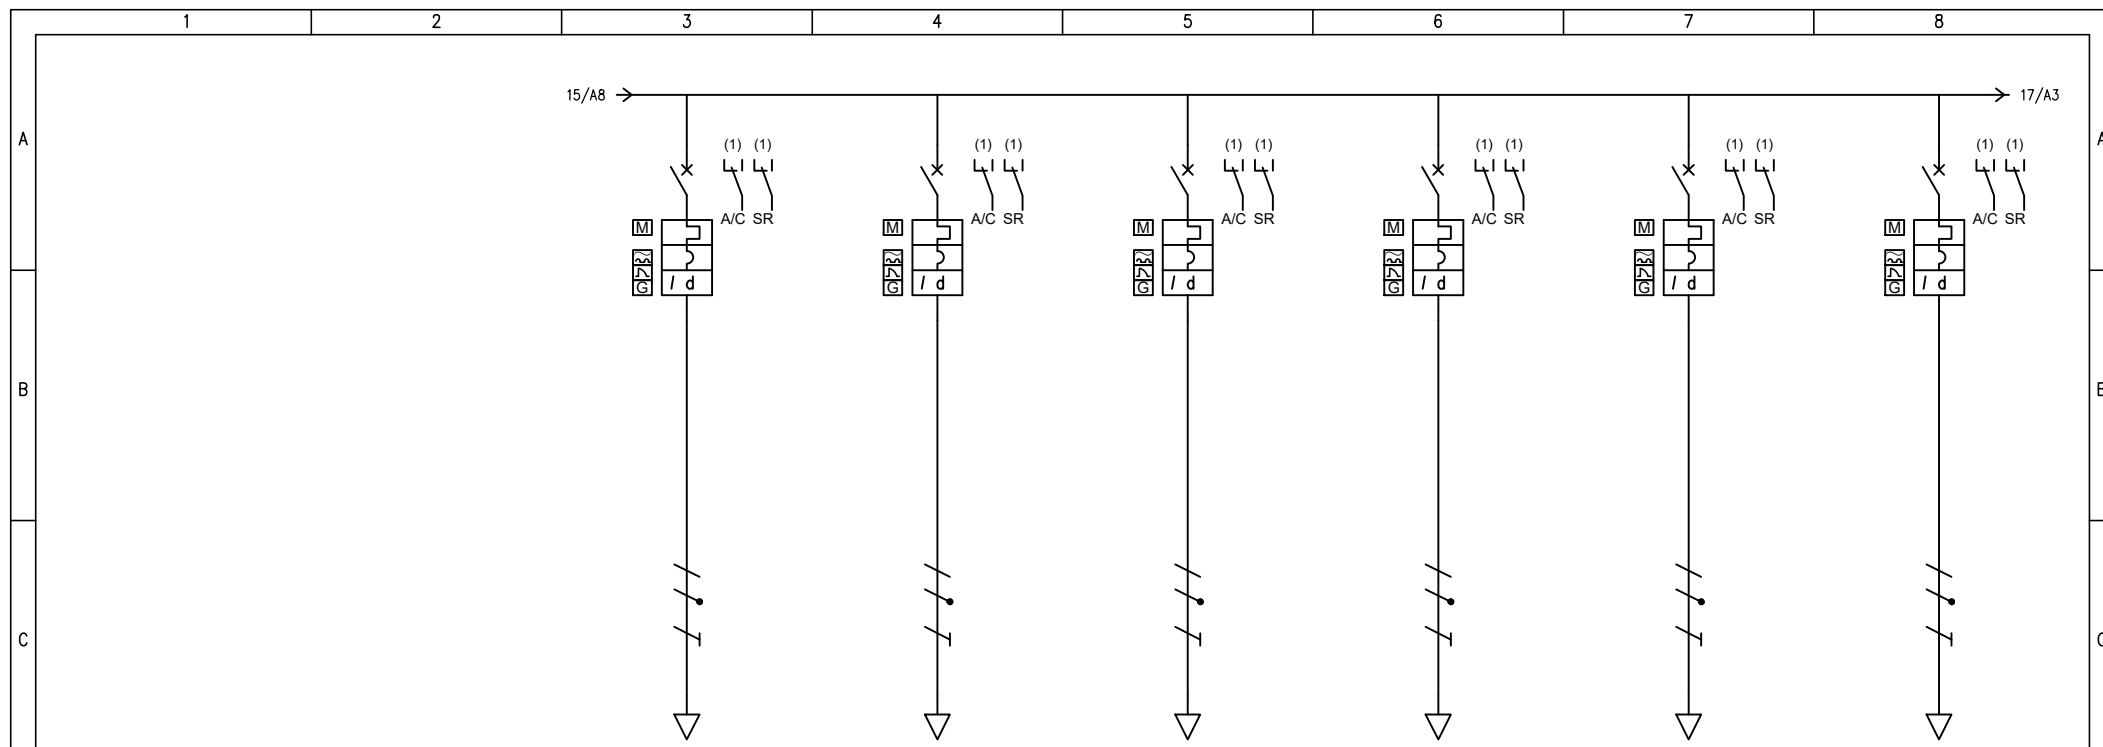 1 2 3 4 5 6 7 8
15/A8 17/A3
A A
(1) (1) (1) (1) (1) (1) (1) (1) (1) (1) (1) (1)
A/C SR A/C SR A/C SR A/C SR A/C SR A/C SR
M M M M M M
G I d G I d G I d G I d G I d G I d
B
C